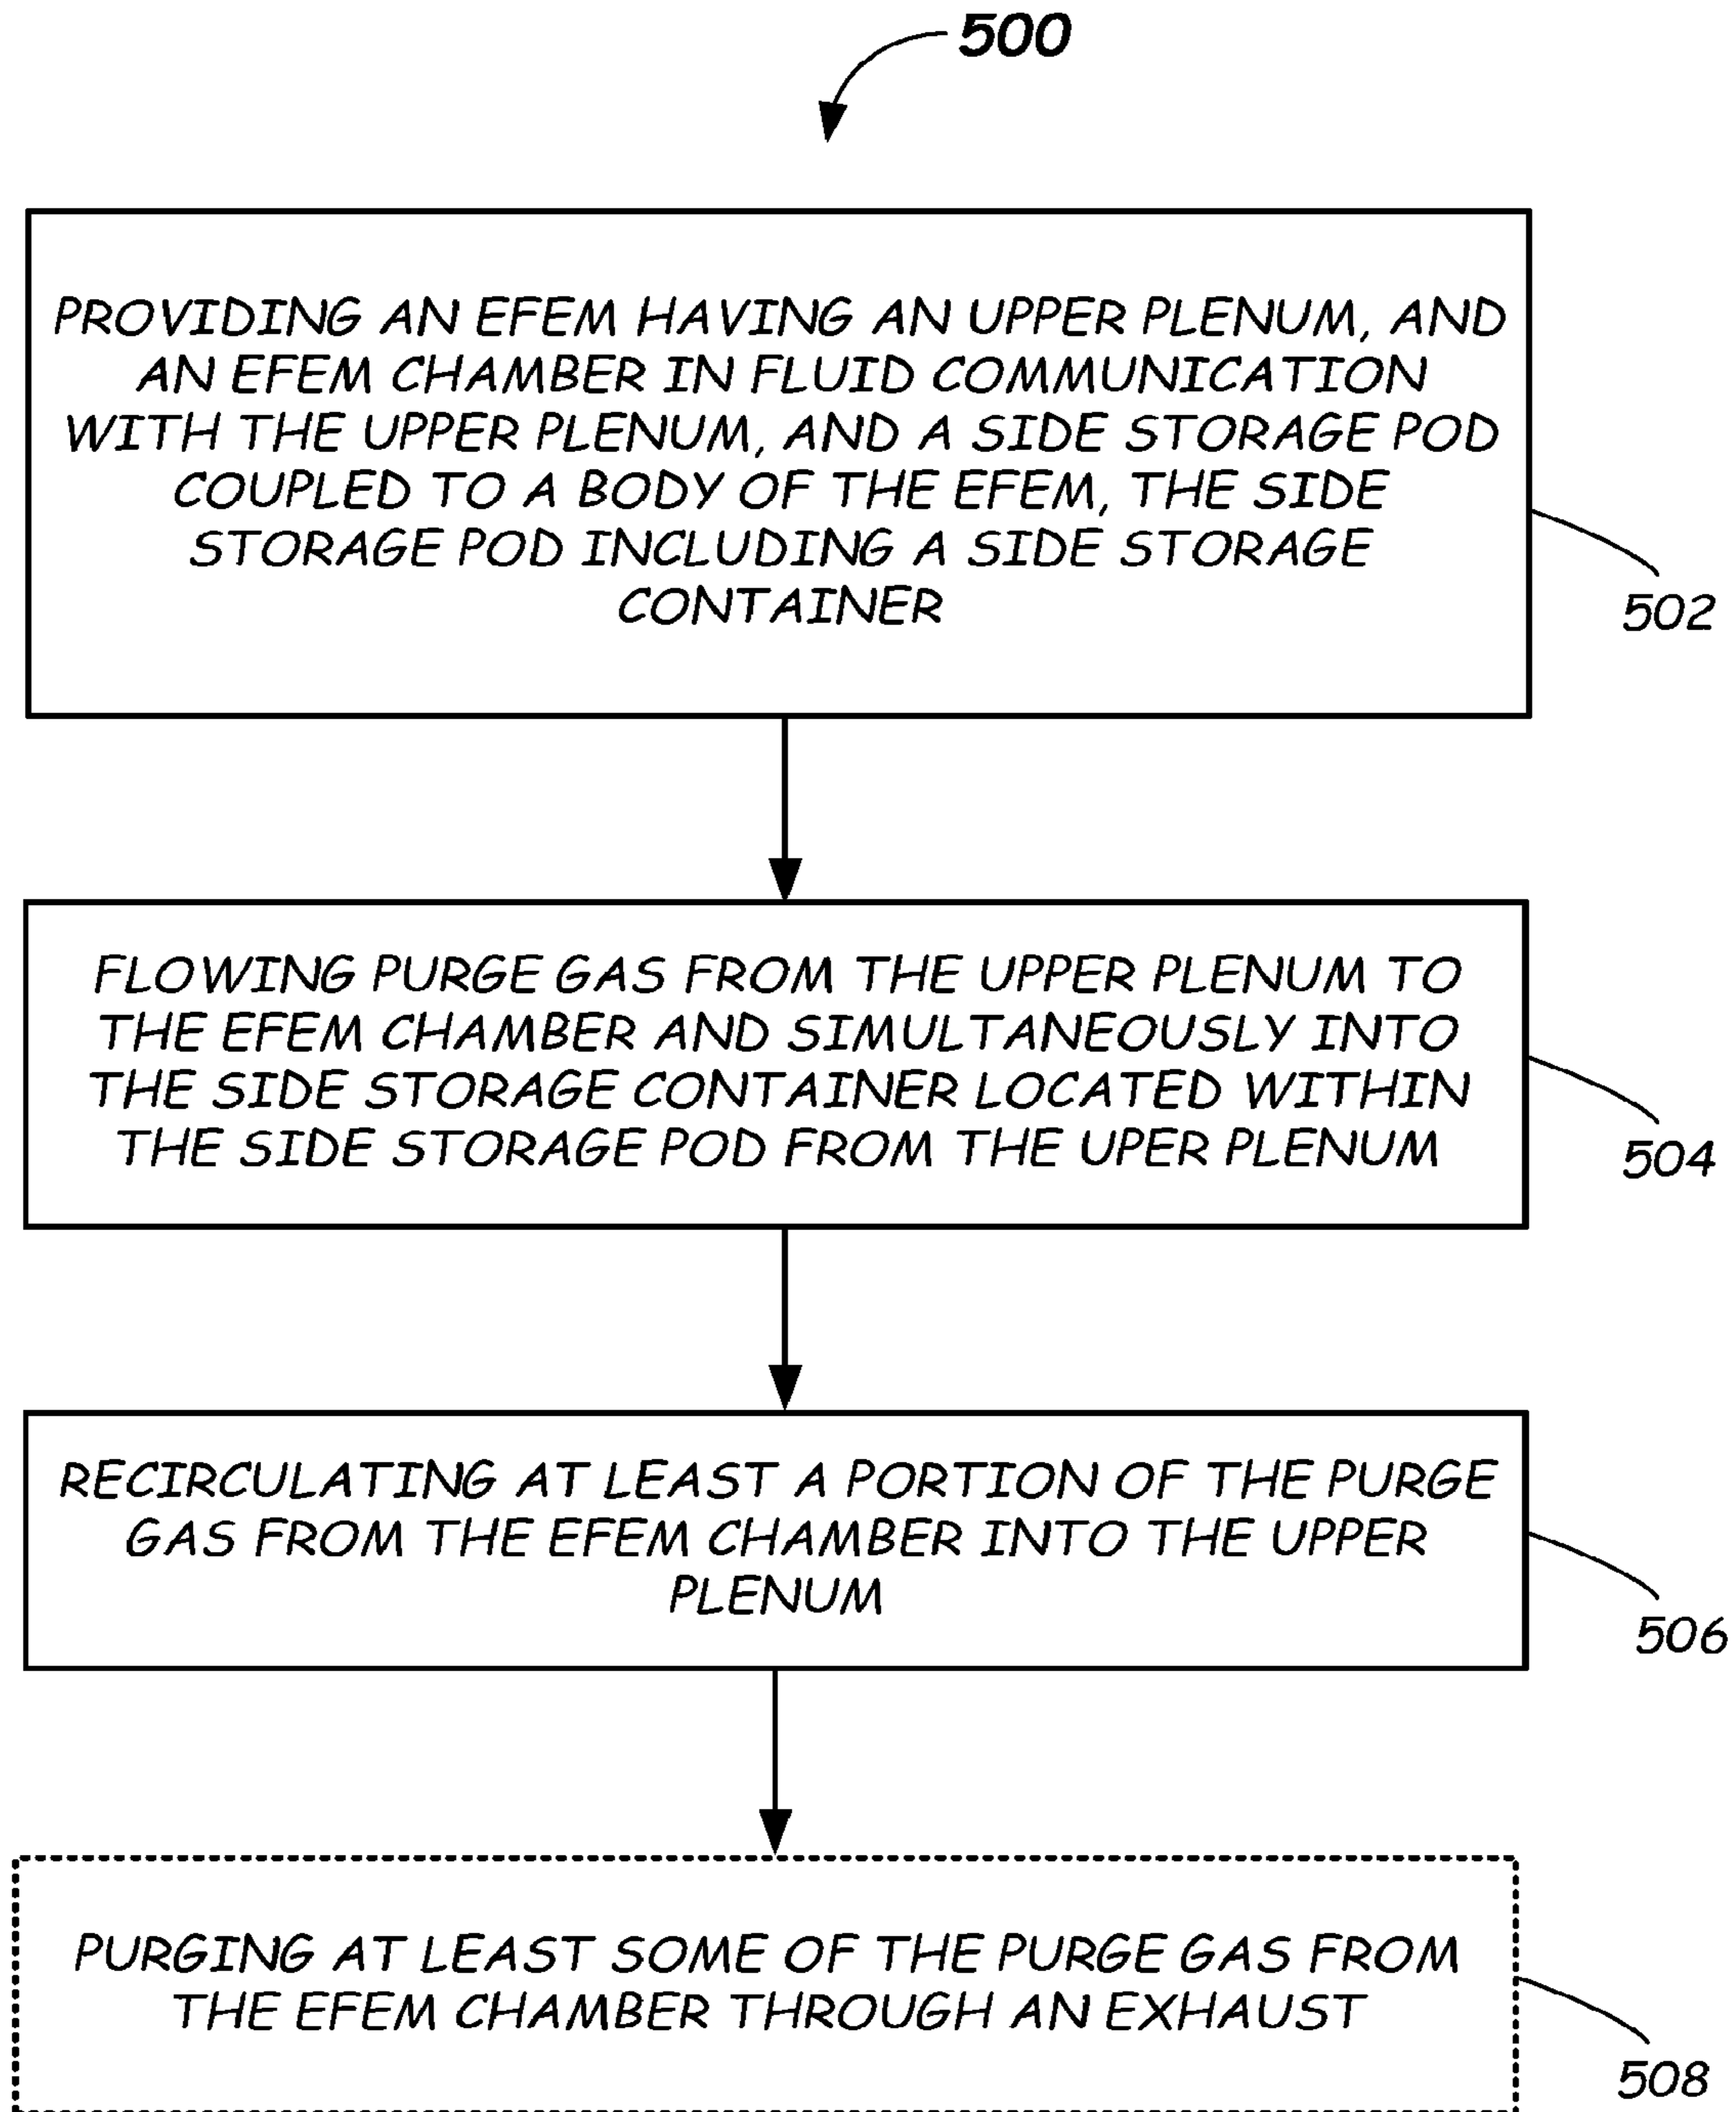 500
PROVIDING AN EFEM HAVING AN UPPER PLENUM, AND
AN EFEM CHAMBER IN FLUID COMMUNICATION
WITH THE UPPER PLENUM, AND A SIDE STORAGE POD
COUPLED TO A BODY OF THE EFEM, THE SIDE
STORAGE POD INCLUDING A SIDE STORAGE
CONTAINER
502
FLOWING PURGE GAS FROM THE UPPER PLENUM TO
THE EFEM CHAMBER AND SIMULTANEOUSLY INTO
THE SIDE STORAGE CONTAINER LOCATED WITHIN
THE SIDE STORAGE POD FROM THE UPER PLENUM
504
RECIRCULATING AT LEAST A PORTION OF THE PURGE
GAS FROM THE EFEM CHAMBER INTO THE UPPER
PLENUM
506
PURGING AT LEAST SOME OF THE PURGE GAS FROM
THE EFEM CHAMBER THROUGH AN EXHAUST
508